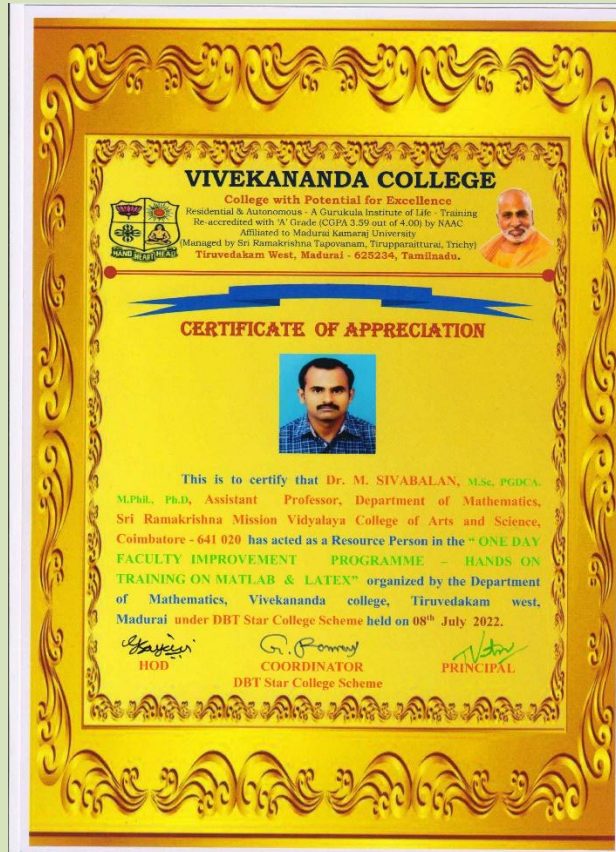 VIVEKANANDA COLLEGE
College with Potential for Excellence
Residential & Autonomous - A Gurukula Institute of Life - Training
Re-accredited with 'A' Grade (CGPA 3.59 out of 4.00) by NAAC
Affiliated to Madurai Kamaraj University
(Managed by Sri Ramakrishna Tapovanam, Tirupparaitturai, Trichy)
Tiruvedakam West, Madurai - 625234, Tamilnadu.
HAND HEART HEAD
CERTIFICATE OF APPRECIATION
This is to certify that Dr. M. SIVABALAN, M.Sc, PGDCA.
M.Phil., Ph.D, Assistant Professor, Department of Mathematics,
Sri Ramakrishna Mission Vidyalaya College of Arts and Science,
Coimbatore - 641 020 has acted as a Resource Person in the " ONE DAY
FACULTY IMPROVEMENT PROGRAMME – HANDS ON
TRAINING ON MATLAB & LATEX" organized by the Department
of Mathematics, Vivekananda college, Tiruvedakam west,
Madurai under DBT Star College Scheme held on 08th July 2022.
HOD COORDINATOR PRINCIPAL
DBT Star College Scheme